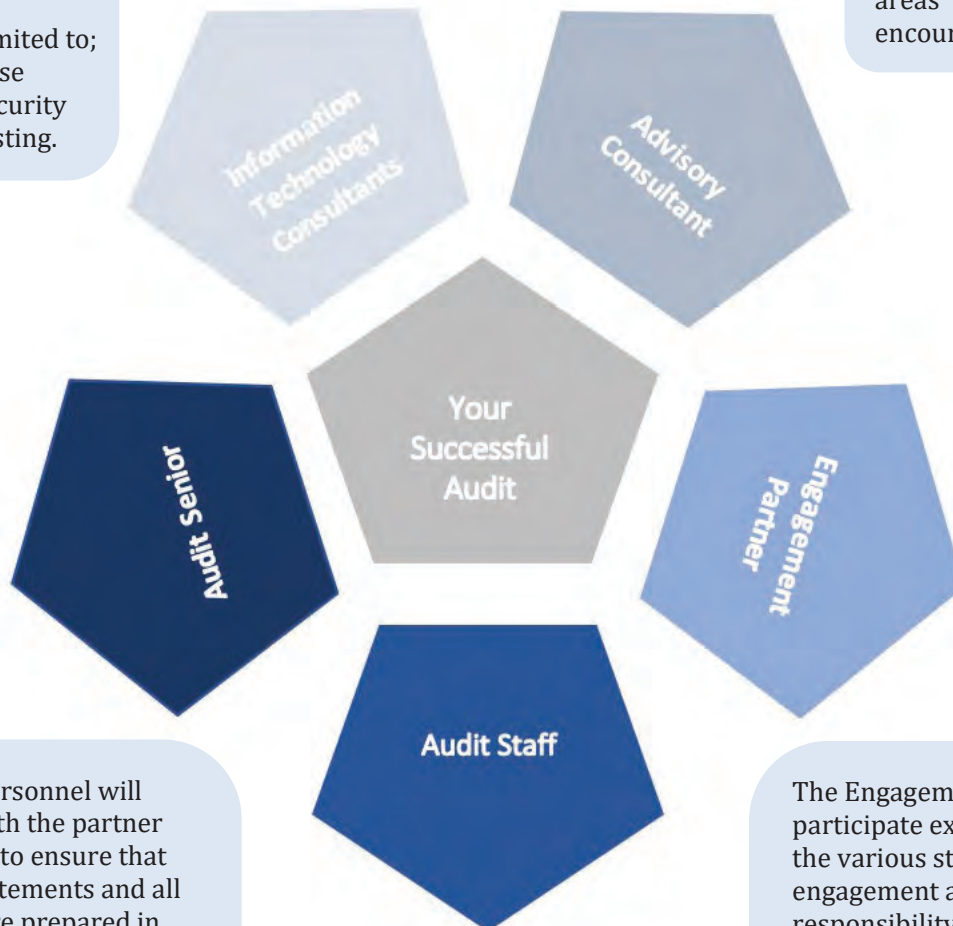 mited to;
se
curity
sting.
areas
encour
Information
Technology
Consultants
Advisory
Consultant
Your
Successful
Audit
Audit Senior
Engagement
Partner
Audit Staff
ersonnel will
th the partner
to ensure that
tements and all
re prepared in
The Engagem
participate ex
the various st
engagement a
responsibility